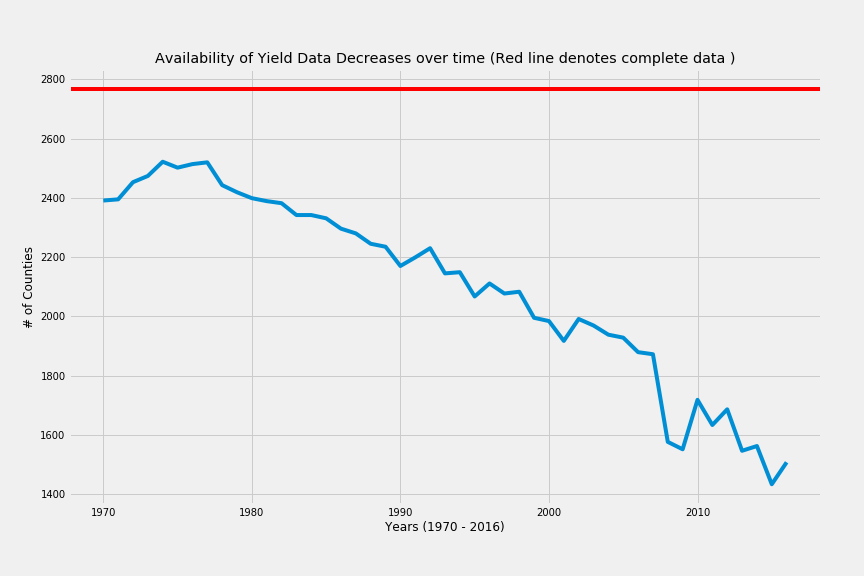 Availability of Yield Data Decreases over time (Red line denotes complete data )
2800
2600
2400
2200
2000
1800
1600
1400
# of Counties
1970 1980 1990 2000 2010
Years (1970 - 2016)